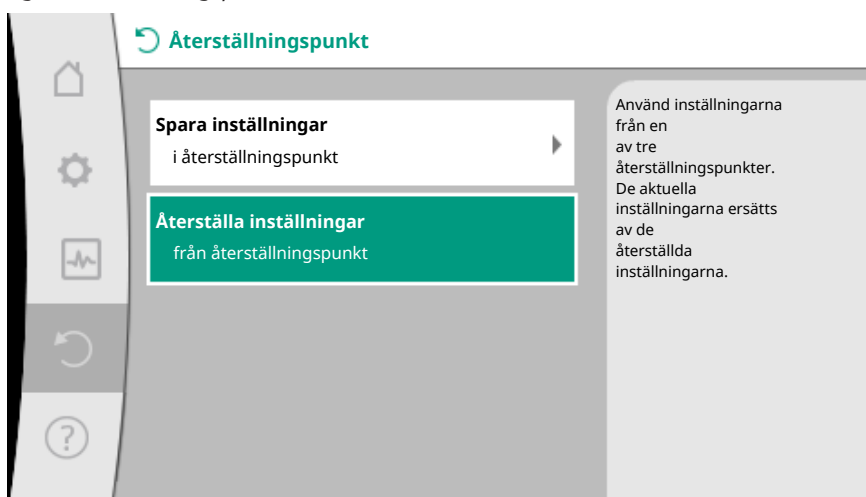 Återställningspunkt
Spara inställningar
i återställningspunkt
Återställa inställningar
från återställningspunkt
Använd inställningarna
från en
av tre
återställningspunkter.
De aktuella
inställningarna ersätts
av de
återställda
inställningarna.
?